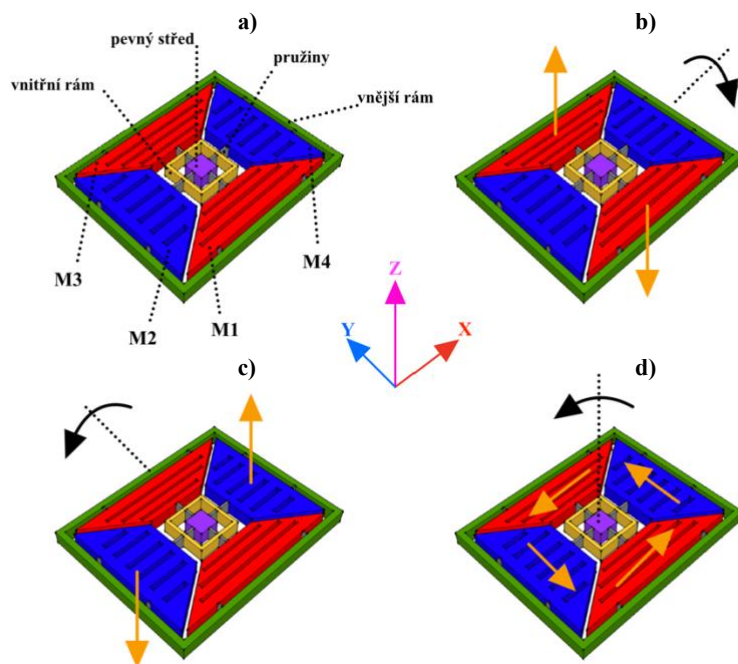 a)
b)
pevný střed
pružiny
vnitřní rám
vnější rám
M3
M4
M2
M1
Z
Y
X
c)
d)